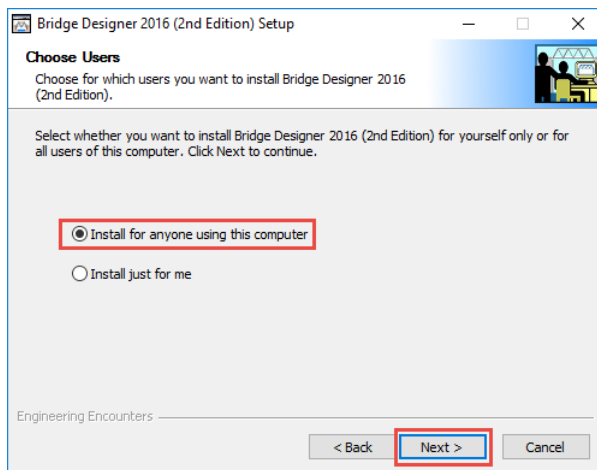 Bridge Designer 2016 (2nd Edition) Setup
Choose Users
Choose for which users you want to install Bridge Designer 2016
(2nd Edition).
Select whether you want to install Bridge Designer 2016 (2nd Edition) for yourself only or for
all users of this computer. Click Next to continue.
Install for anyone using this computer
Install just for me
Engineering Encounters
< Back Next > Cancel